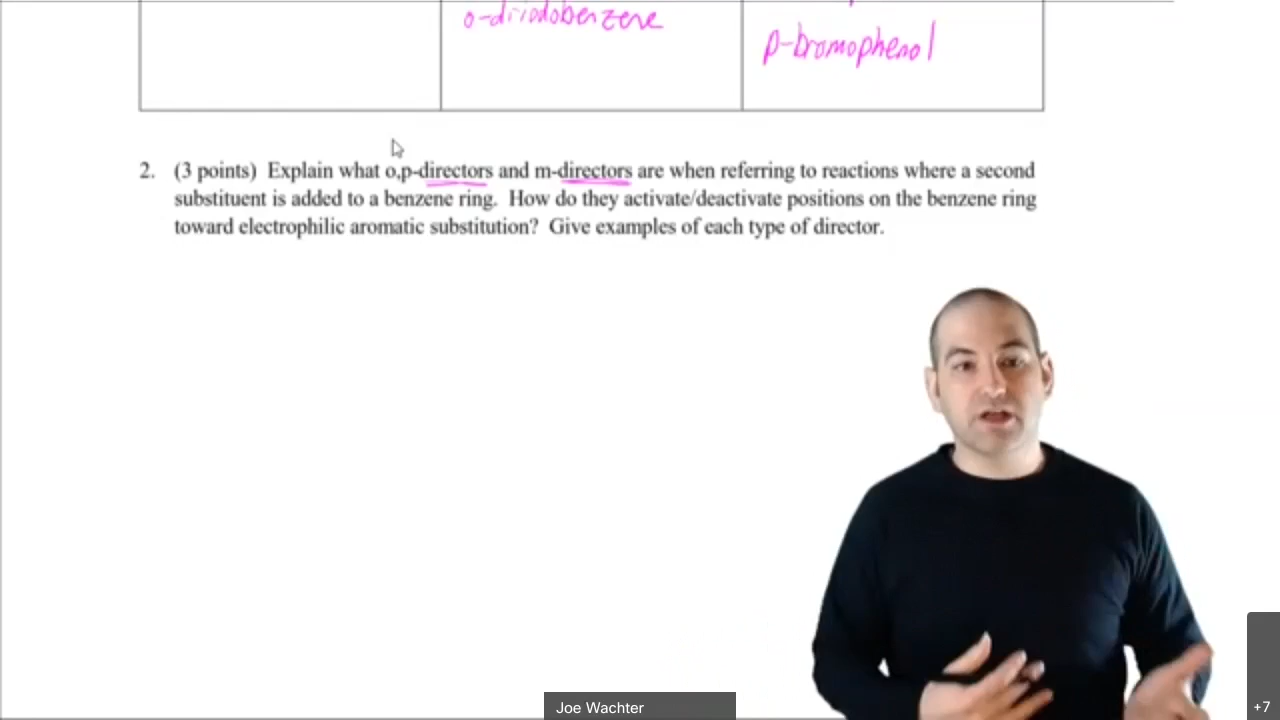 o-diiodobenzene
p-bromophenol
2. (3 points) Explain what o,p-directors and m-directors are when referring to reactions where a second
substituent is added to a benzene ring. How do they activate/deactivate positions on the benzene ring
toward electrophilic aromatic substitution? Give examples of each type of director.
Joe Wachter
+7